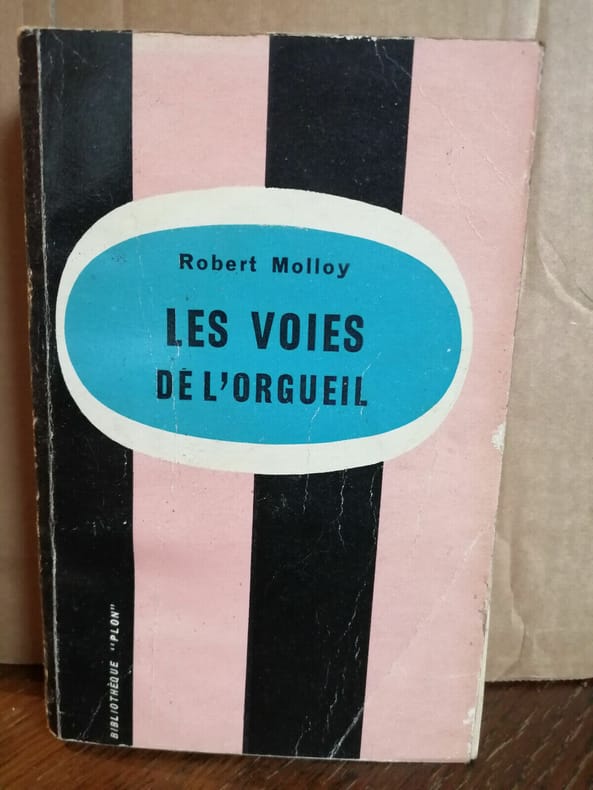 Robert Molloy
LES VOIES
DE L'ORGUEIL
BIBLIOTHÈQUE "PLON"